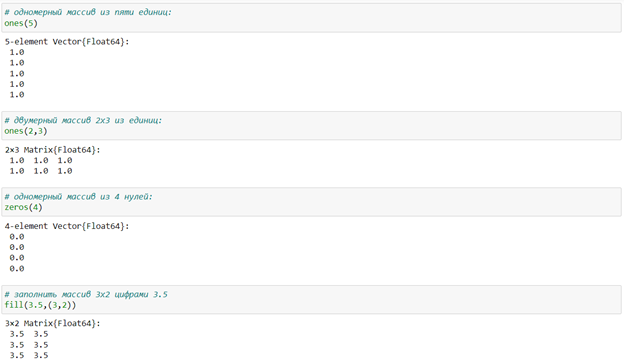 # одномерный массив из пяти единиц:
ones(5)
5-element Vector{Float64}:
1.0
1.0
1.0
1.0
1.0
# двумерный массив 2x3 из единиц:
ones(2,3)
2×3 Matrix{Float64}:
1.0 1.0 1.0
1.0 1.0 1.0
# одномерный массив из 4 нулей:
zeros(4)
4-element Vector{Float64}:
0.0
0.0
0.0
0.0
# заполнить массив 3x2 цифрами 3.5
fill(3.5,(3,2))
3×2 Matrix{Float64}:
3.5 3.5
3.5 3.5
3.5 3.5